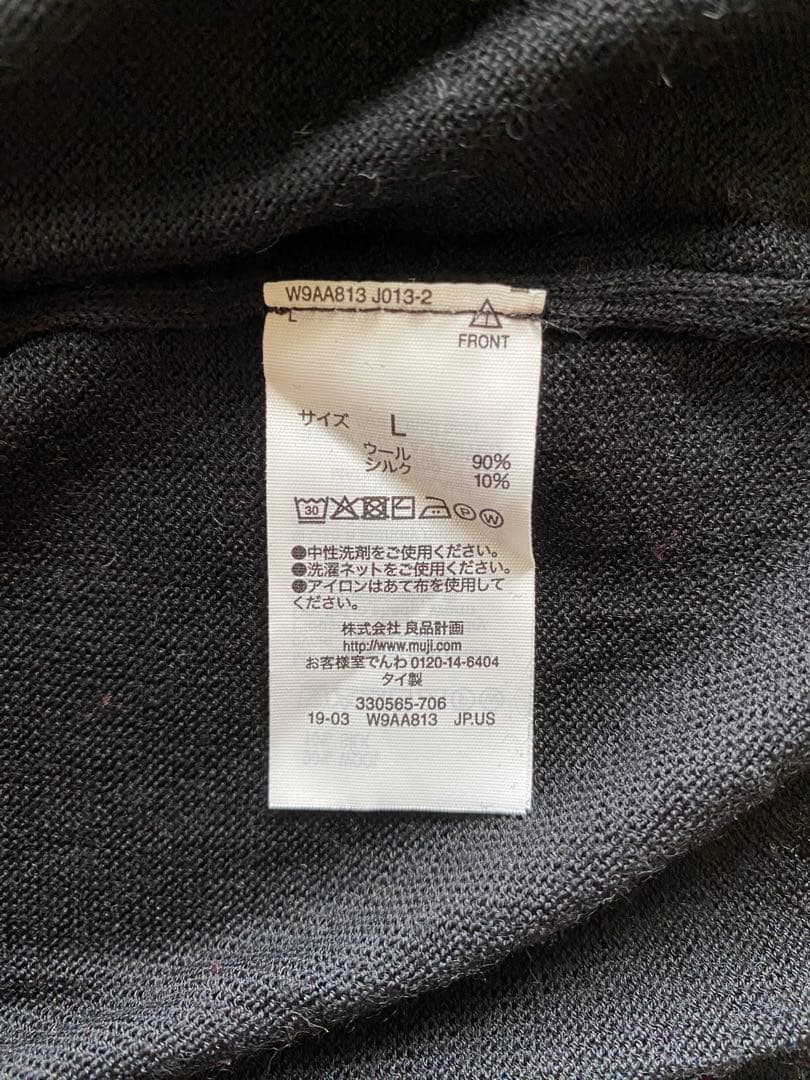 W9AA813 J013-2
L
FRONT
サイズ L
ウール 90%
シルク 10%
30
P W
●中性洗剤をご使用ください。
●洗濯ネットをご使用ください。
●アイロンはあて布を使用して
ください。
株式会社 良品計画
http://www.muji.com
お客様室でんわ 0120-14-6404
タイ製
330565-706
19-03 W9AA813 JP.US